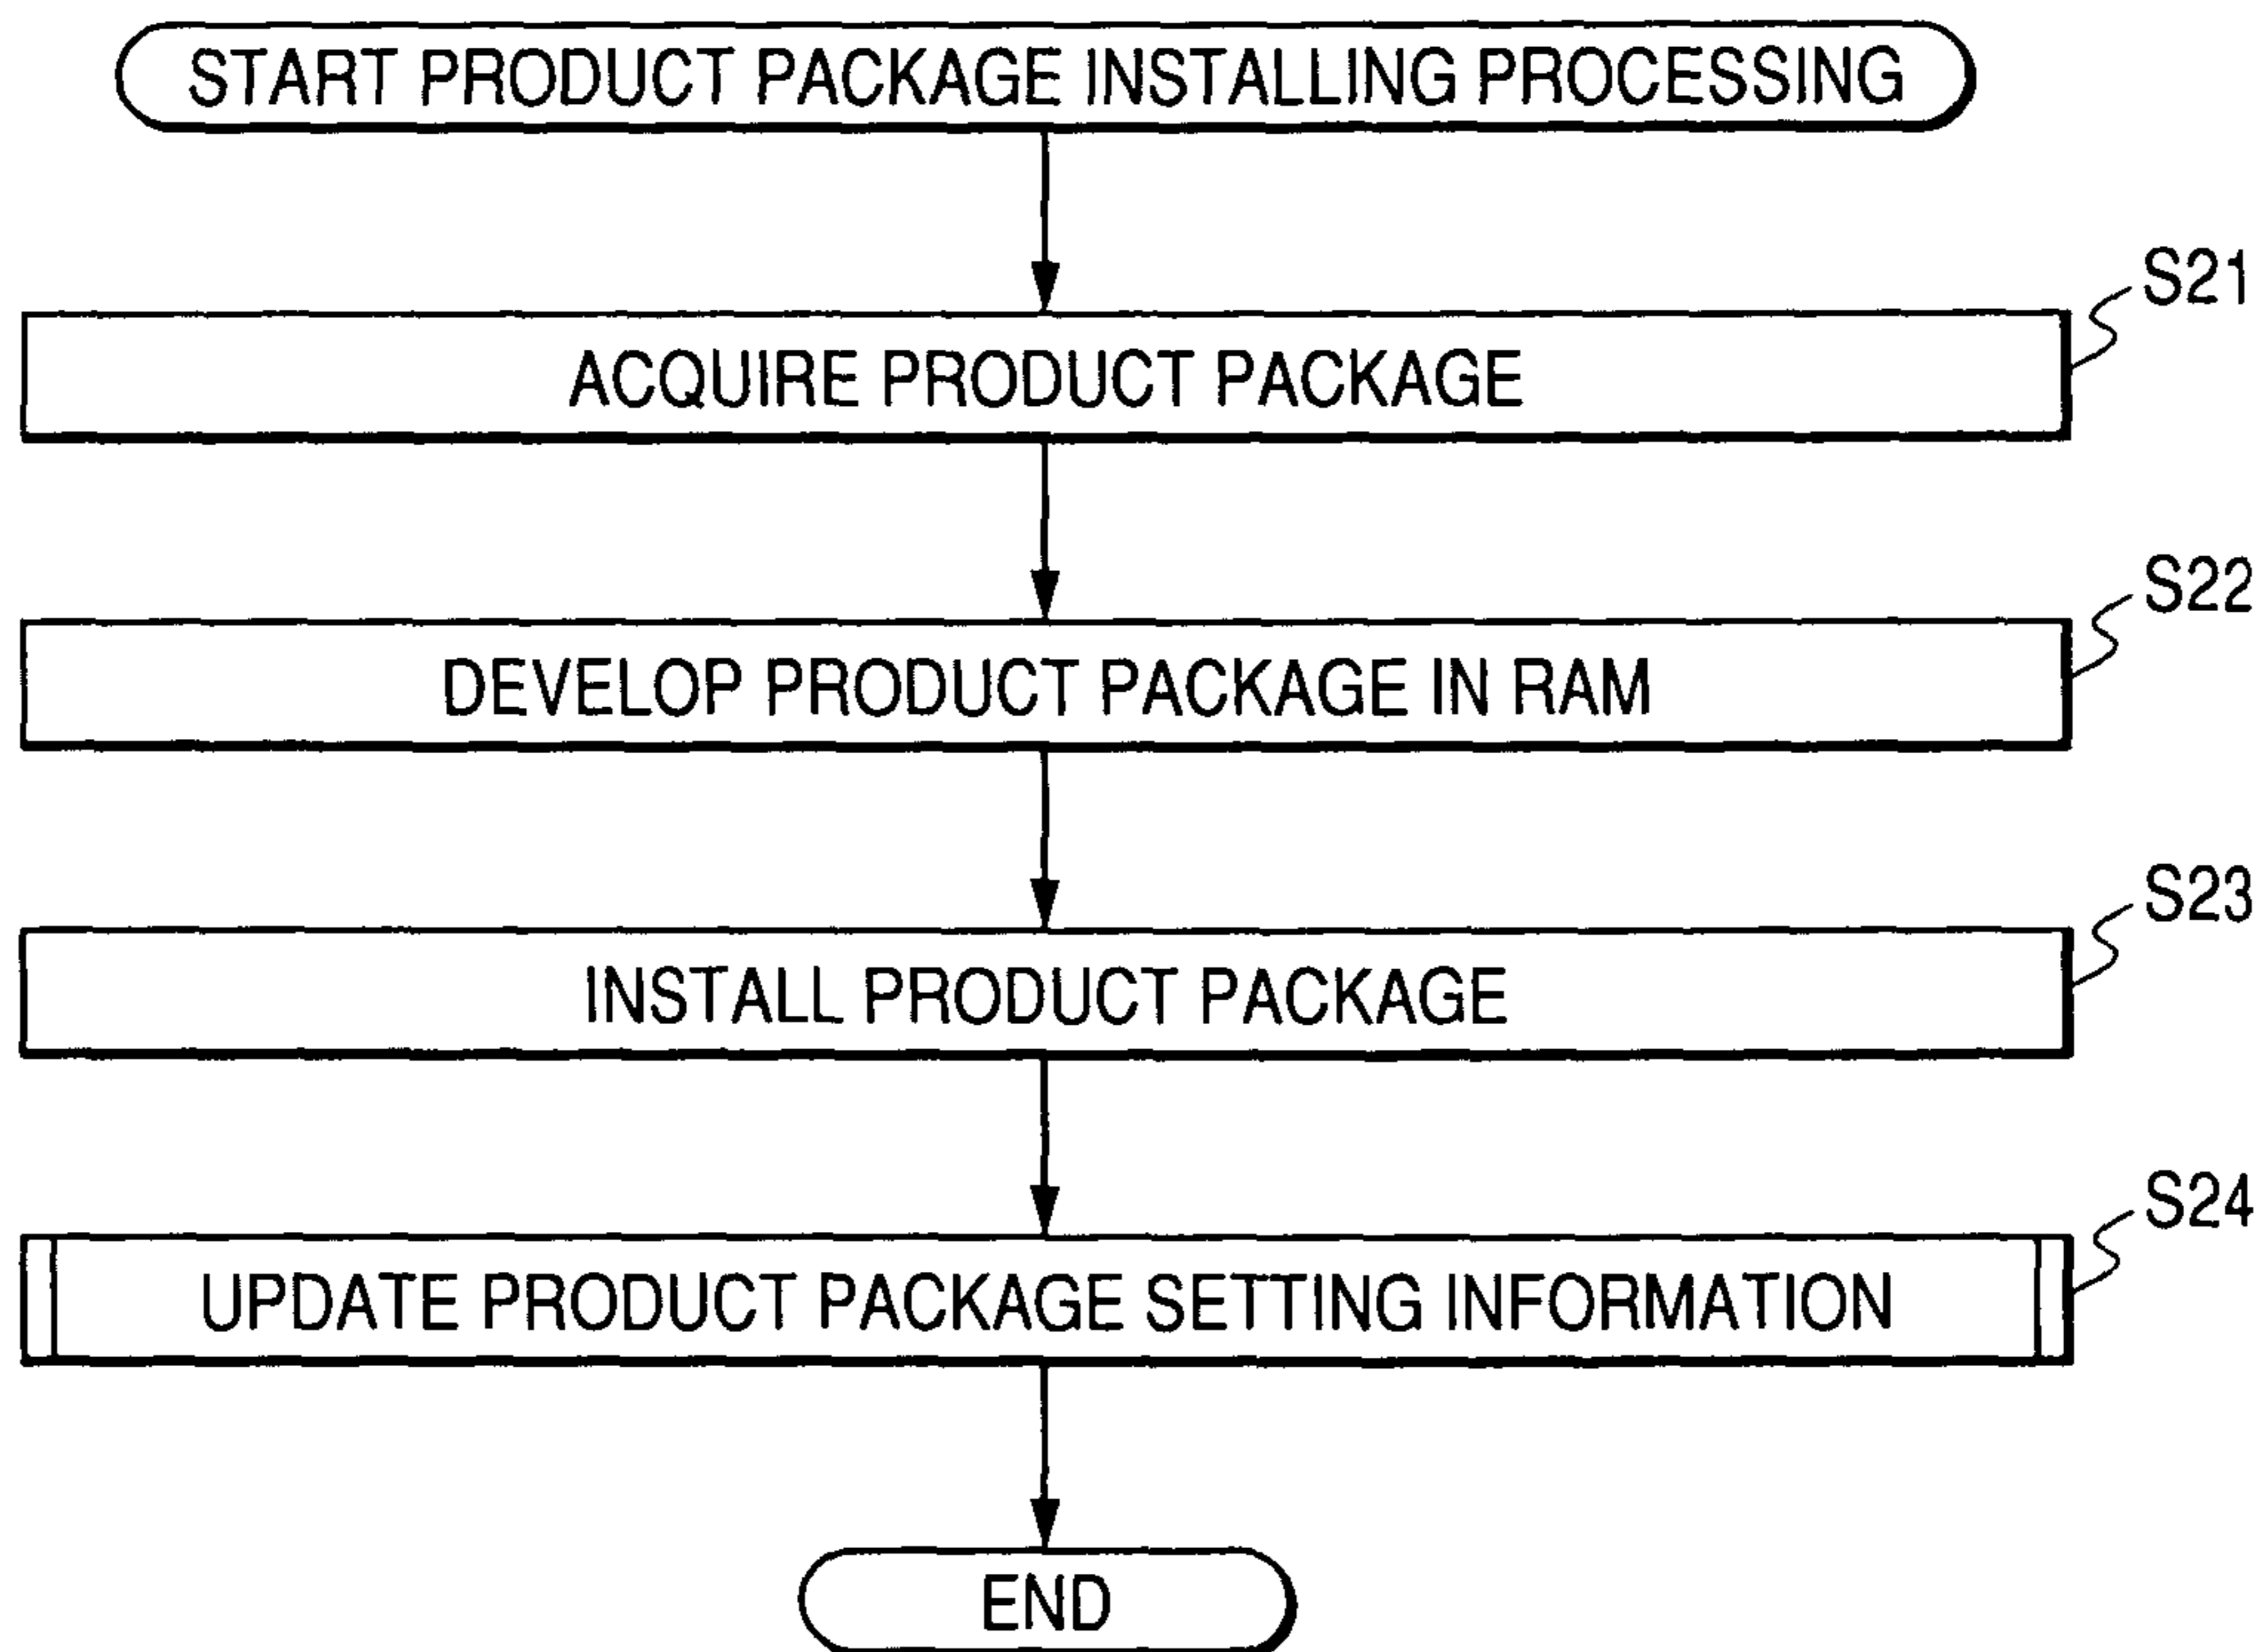 START PRODUCT PACKAGE INSTALLING PROCESSING
S21
ACQUIRE PRODUCT PACKAGE
S22
DEVELOP PRODUCT PACKAGE IN RAM
S23
INSTALL PRODUCT PACKAGE
S24
UPDATE PRODUCT PACKAGE SETTING INFORMATION
END